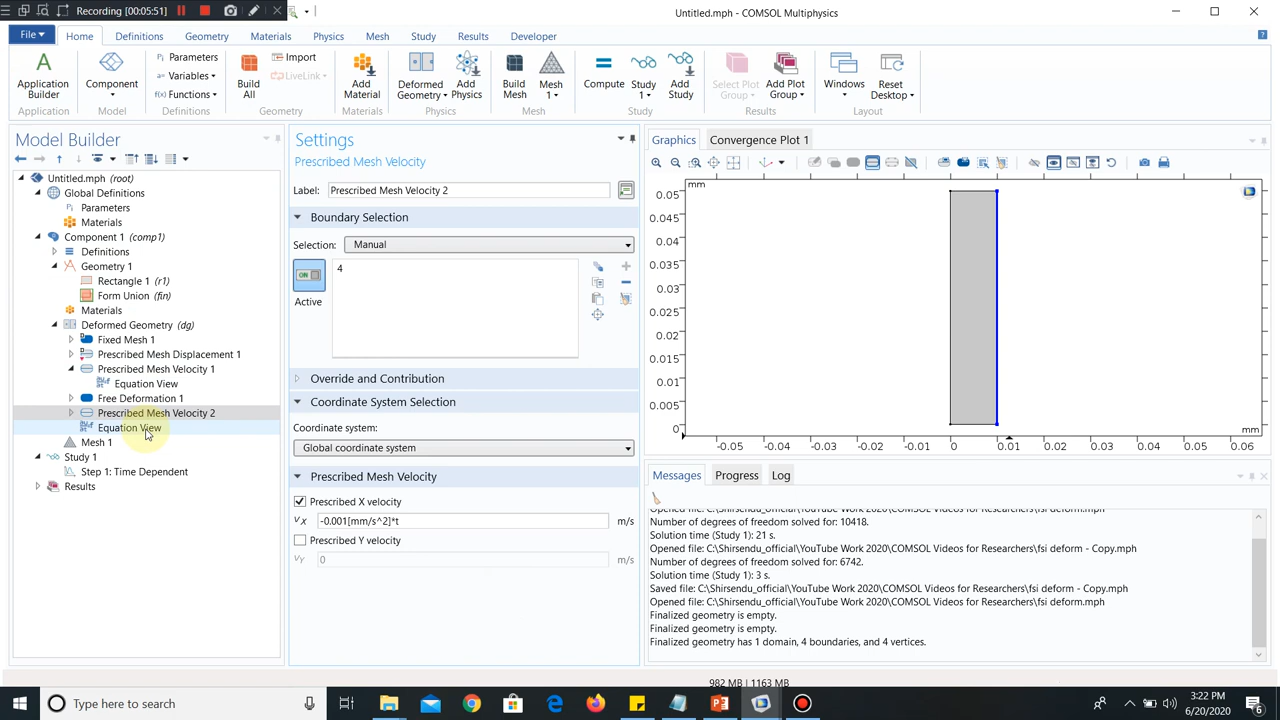 Recording [00:05:51]
Untitled.mph - COMSOL Multiphysics
File
Home
Definitions
Geometry
Materials
Physics
Mesh
Study
Results
Developer
Application Builder
Application
Component
Model
Pi Parameters
a= Variables
f(x) Functions
Definitions
Build All
Import
LiveLink
Geometry
Add Material
Materials
Deformed Geometry
Add Physics
Physics
Build Mesh
Mesh 1
Mesh
Compute
Study 1
Add Study
Study
Select Plot Group
Add Plot Group
Results
Windows
Reset Desktop
Layout
Model Builder
Untitled.mph (root)
Global Definitions
Pi Parameters
Materials
Component 1 (comp1)
Definitions
Geometry 1
Rectangle 1 (r1)
Form Union (fin)
Materials
Deformed Geometry (dg)
Fixed Mesh 1
Prescribed Mesh Displacement 1
Prescribed Mesh Velocity 1
Equation View
Free Deformation 1
Prescribed Mesh Velocity 2
Equation View
Mesh 1
Study 1
Step 1: Time Dependent
Results
Settings
Prescribed Mesh Velocity
Label: Prescribed Mesh Velocity 2
Boundary Selection
Selection: Manual
4
ON
Active
Override and Contribution
Coordinate System Selection
Coordinate system:
Global coordinate system
Prescribed Mesh Velocity
Prescribed X velocity
vX -0.001[mm/s^2]*t m/s
Prescribed Y velocity
vY 0 m/s
Graphics
Convergence Plot 1
mm
0.05
0.045
0.04
0.035
0.03
0.025
0.02
0.015
0.01
0.005
0
-0.05 -0.04 -0.03 -0.02 -0.01 0 0.01 0.02 0.03 0.04 0.05 0.06
mm
Messages
Progress
Log
Number of degrees of freedom solved for: 10418.
Solution time (Study 1): 21 s.
Opened file: C:\Shirsendu_official\YouTube Work 2020\COMSOL Videos for Researchers\fsi deform - Copy.mph
Number of degrees of freedom solved for: 6742.
Solution time (Study 1): 3 s.
Saved file: C:\Shirsendu_official\YouTube Work 2020\COMSOL Videos for Researchers\fsi deform - Copy.mph
Opened file: C:\Shirsendu_official\YouTube Work 2020\COMSOL Videos for Researchers\fsi deform.mph
Finalized geometry is empty.
Finalized geometry is empty.
Finalized geometry has 1 domain, 4 boundaries, and 4 vertices.
982 MB | 1163 MB
Type here to search
3:22 PM
6/20/2020
6